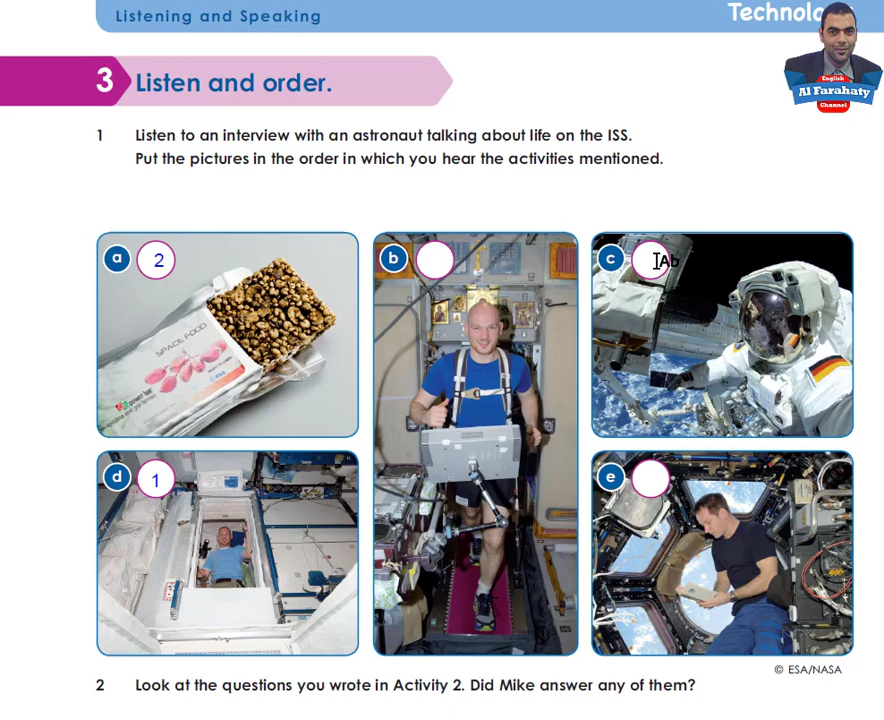 Listening and Speaking
Technolo
English
Al Farahaty
Channel
3 Listen and order.
1 Listen to an interview with an astronaut talking about life on the ISS.
Put the pictures in the order in which you hear the activities mentioned.
a 2
SPACE FOOD
b
c Ab
d 1
e
© ESA/NASA
2 Look at the questions you wrote in Activity 2. Did Mike answer any of them?